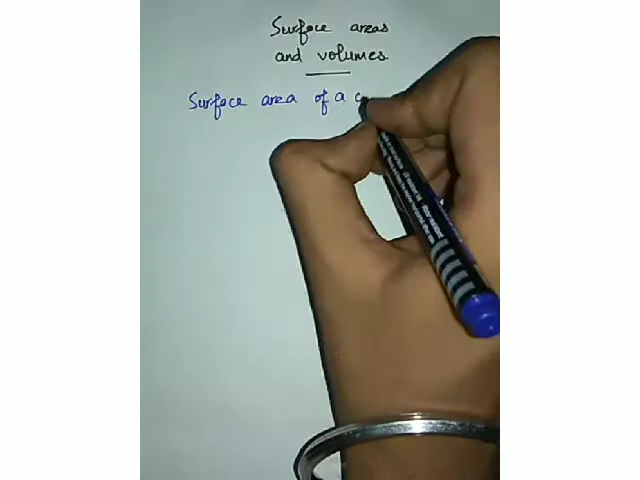 Surface areas
and volumes
Surface area of a c